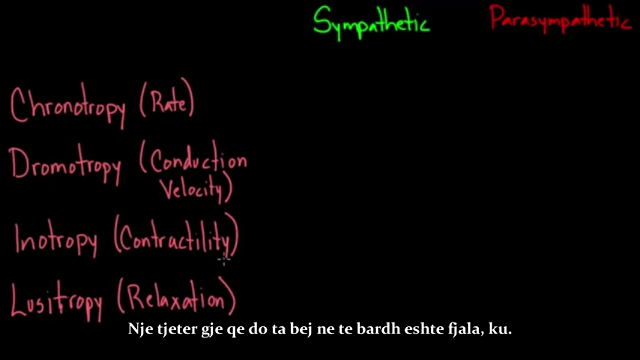 Sympathetic Parasympathetic
Chronotropy (Rate)
Dromotropy (Conduction
Velocity)
Inotropy (Contractility)
Lusitropy (Relaxation)
Nje tjeter gje qe do ta bej ne te bardh eshte fjala, ku.